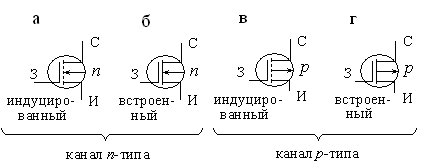 а б в г
С С С С
З n З n З p З p
И И И И
индуциро- встроен- индуциро- встроен-
ванный ный ванный ный
канал n-типа канал p-типа